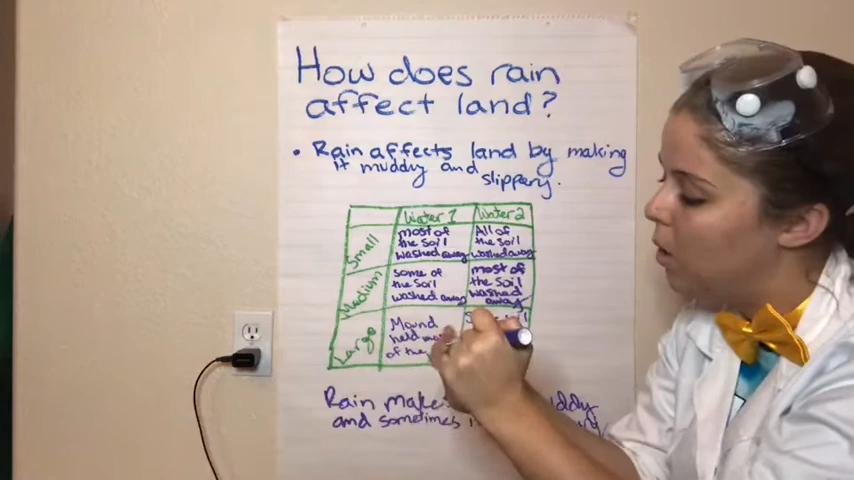 How does rain
affect land?
• Rain affects land by making
it muddy and
slippery.
Water 1 Water 2
Small
most of
the soil
washed away
All of
the soil
washed away
Medium
some of
the soil
washed away
most of
the soil
washed
away
Large
Mound
held
of the
Rain makes
and sometimes